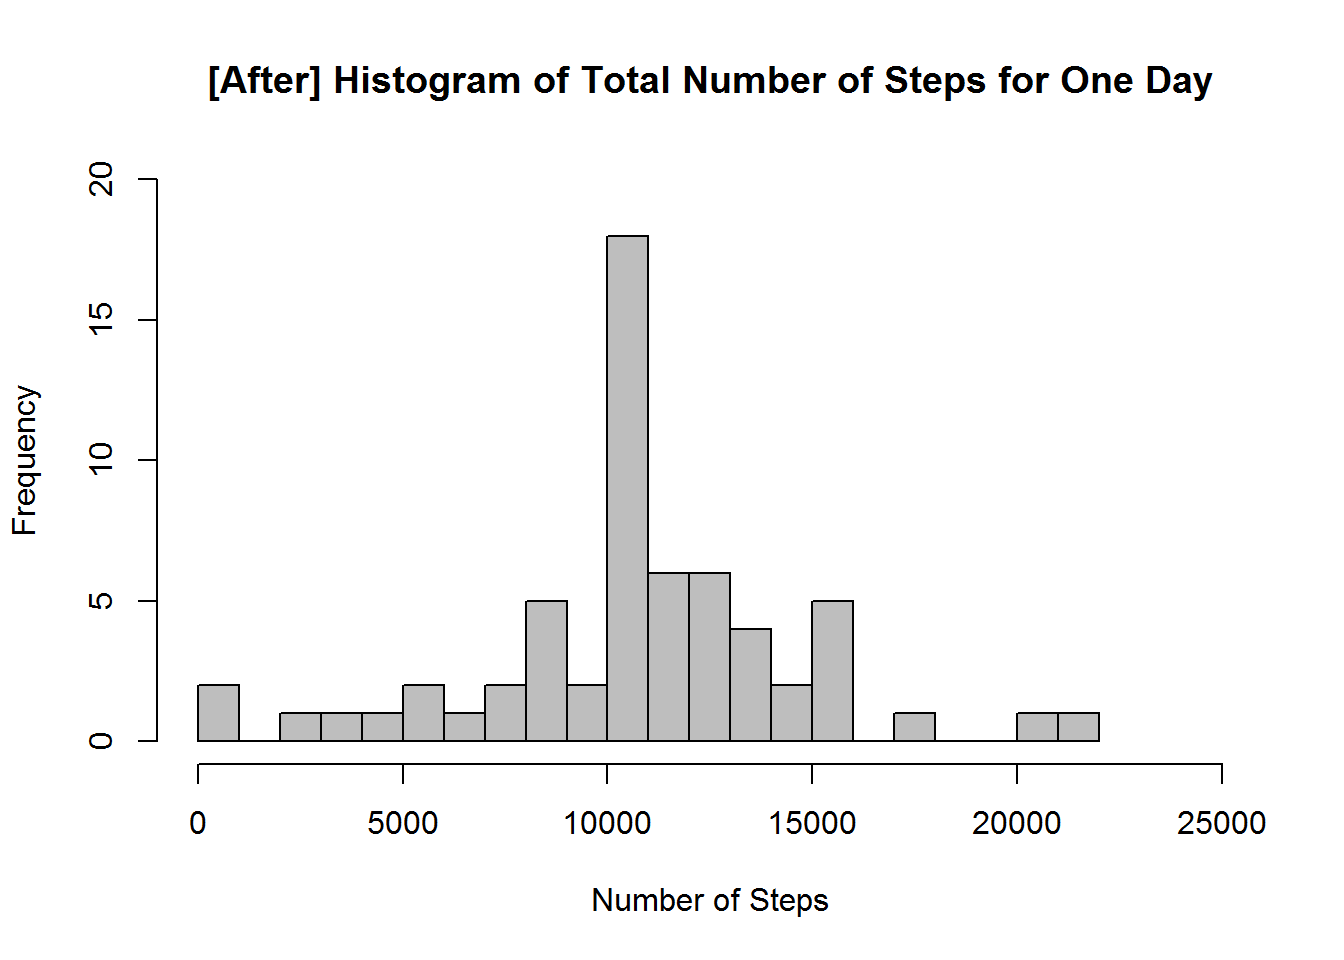 [After] Histogram of Total Number of Steps for One Day
20
15
10
5
0
Frequency
0 5000 10000 15000 20000 25000
Number of Steps